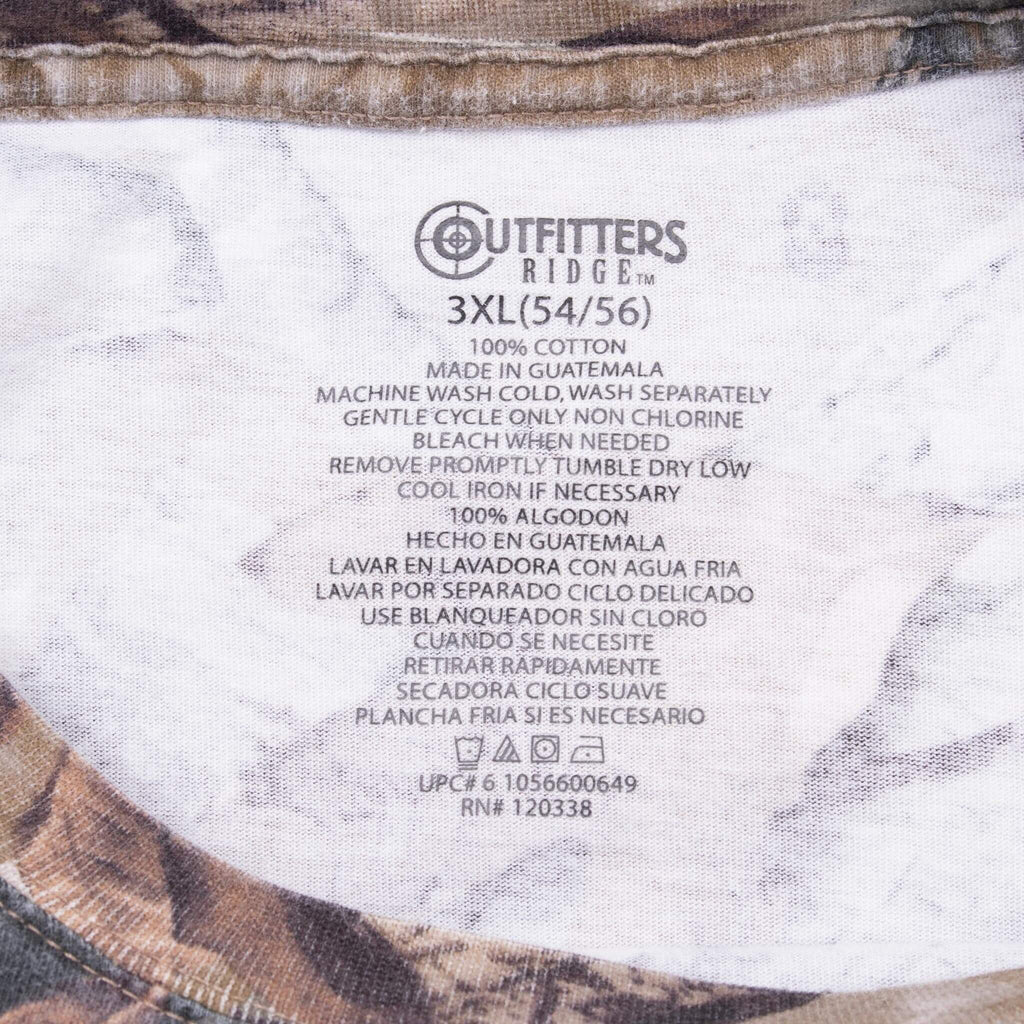 OUTFITTERS
RIDGE™
3XL(54/56)
100% COTTON
MADE IN GUATEMALA
MACHINE WASH COLD, WASH SEPARATELY
GENTLE CYCLE ONLY NON CHLORINE
BLEACH WHEN NEEDED
REMOVE PROMPTLY TUMBLE DRY LOW
COOL IRON IF NECESSARY
100% ALGODON
HECHO EN GUATEMALA
LAVAR EN LAVADORA CON AGUA FRIA
LAVAR POR SEPARADO CICLO DELICADO
USE BLANQUEADOR SIN CLORO
CUANDO SE NECESITE
RETIRAR RAPIDAMENTE
SECADORA CICLO SUAVE
PLANCHA FRIA SI ES NECESARIO
UPC# 6 1056600649
RN# 120338